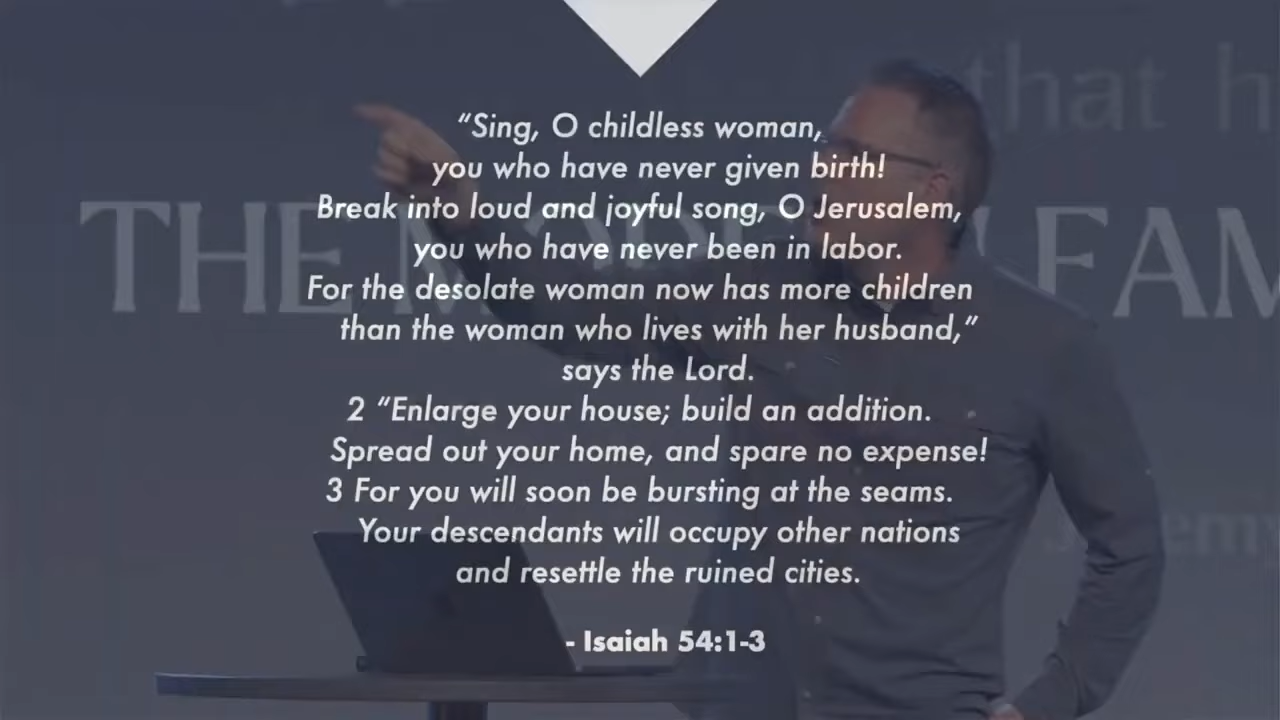 “Sing, O childless woman,
you who have never given birth!
Break into loud and joyful song, O Jerusalem,
you who have never been in labor.
For the desolate woman now has more children
than the woman who lives with her husband,”
says the Lord.
2 “Enlarge your house; build an addition.
Spread out your home, and spare no expense!
3 For you will soon be bursting at the seams.
Your descendants will occupy other nations
and resettle the ruined cities.
- Isaiah 54:1-3
that
THE